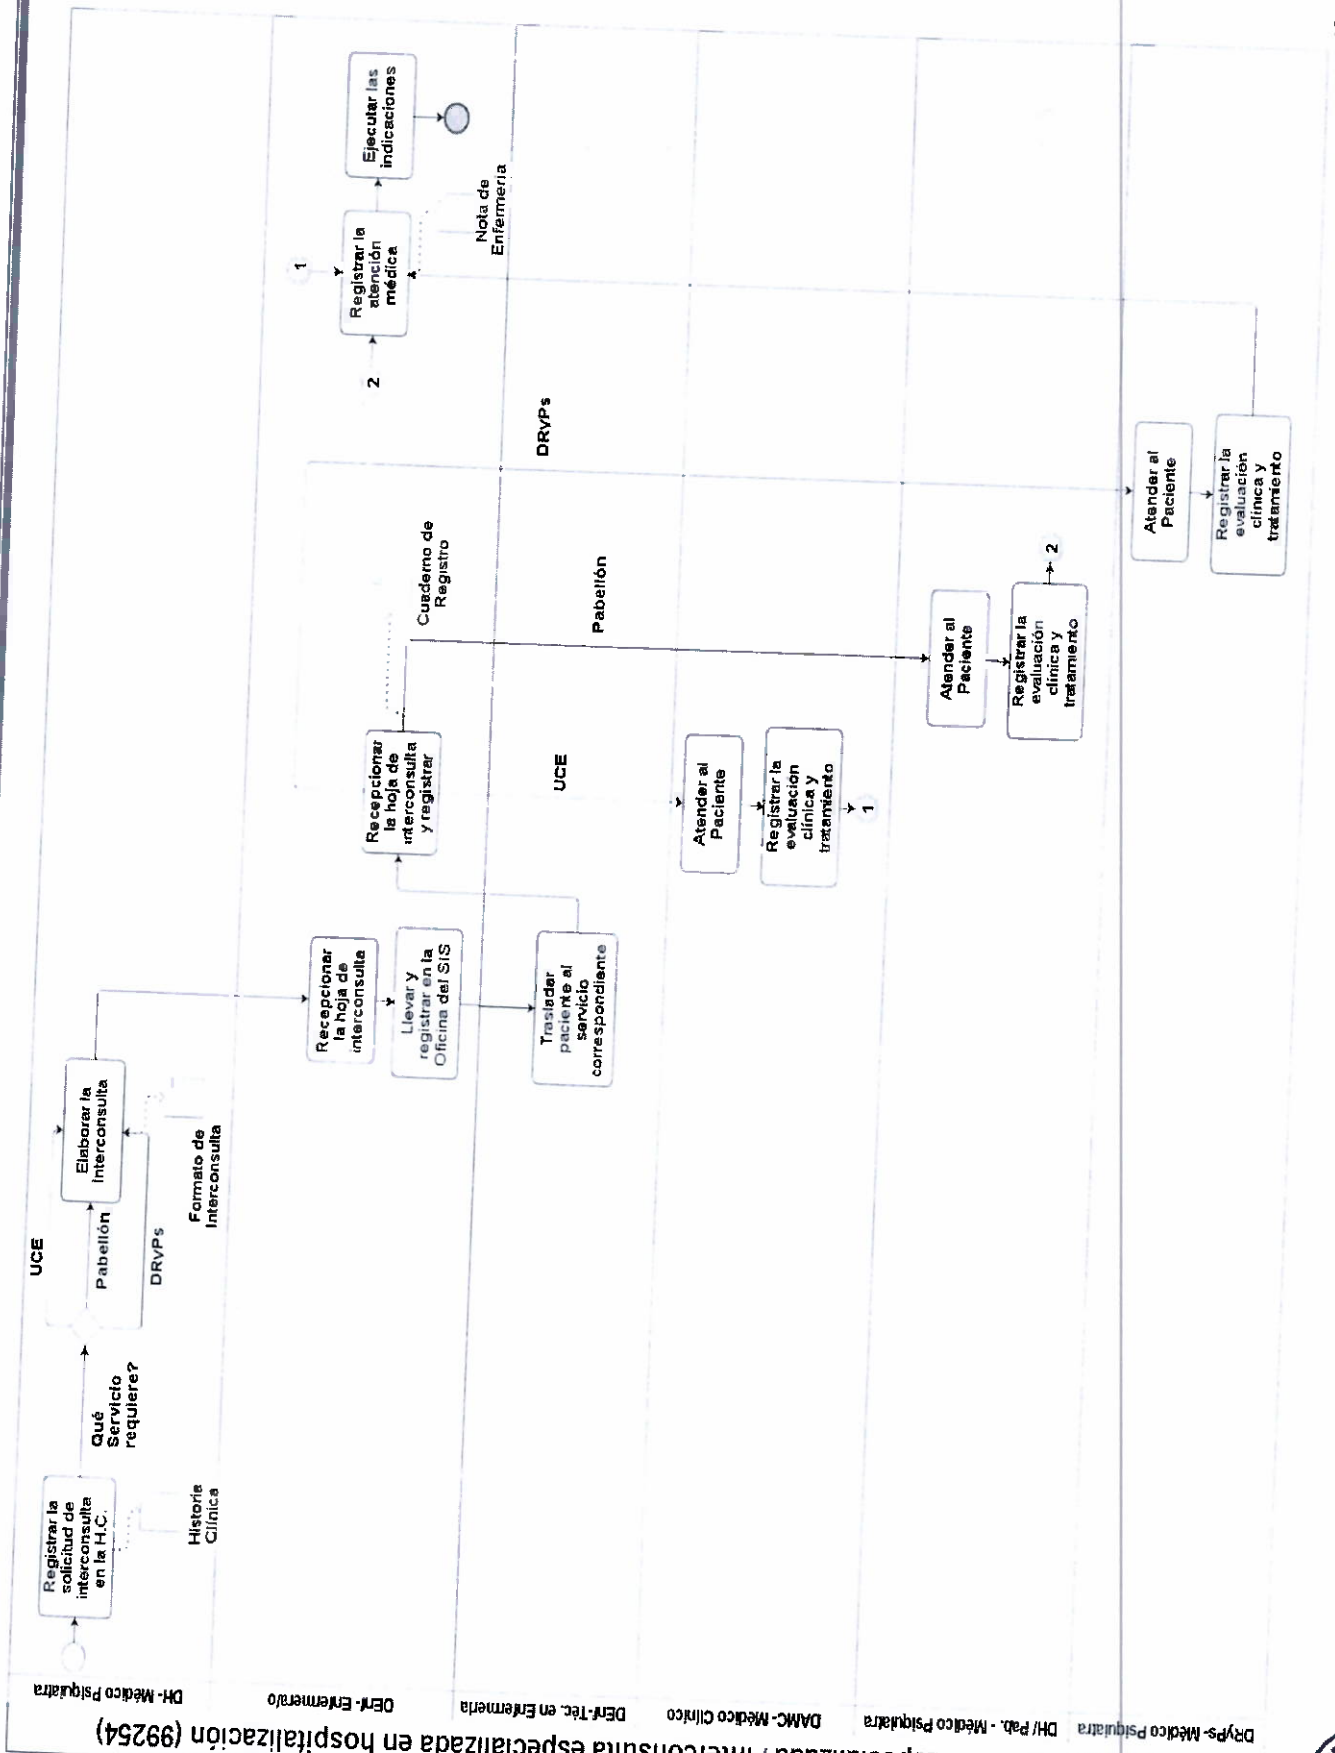 Interconsulta especializada en hospitalización (99254)
DH- Médico Psiquiatra
DEnf- Enfermera/o
DEnf-Téc. en Enfermería
DAMC- Médico Clínico
DH/ Pab. - Médico Psiquiatra
DRyPs- Médico Psiquiatra
Registrar la
solicitud de
interconsulta
en la H.C.
Historia
Clínica
Qué
Servicio
requiere?
UCE
Pabellón
DRyPs
Elaborar la
Interconsulta
Formato de
Interconsulta
Recepcionar
la hoja de
interconsulta
Llevar y
registrar en la
Oficina del SIS
Trasladar
paciente al
servicio
correspondiente
Recepcionar
la hoja de
interconsulta
y registrar
Cuaderno de
Registro
UCE
Pabellón
DRyPs
Atender al
Paciente
Registrar la
evaluación
clínica y
tratamiento
1
Atender al
Paciente
Registrar la
evaluación
clínica y
tratamiento
2
Atender al
Paciente
Registrar la
evaluación
clínica y
tratamiento
1
2
Registrar la
atención
médica
Nota de
Enfermería
Ejecutar las
indicaciones